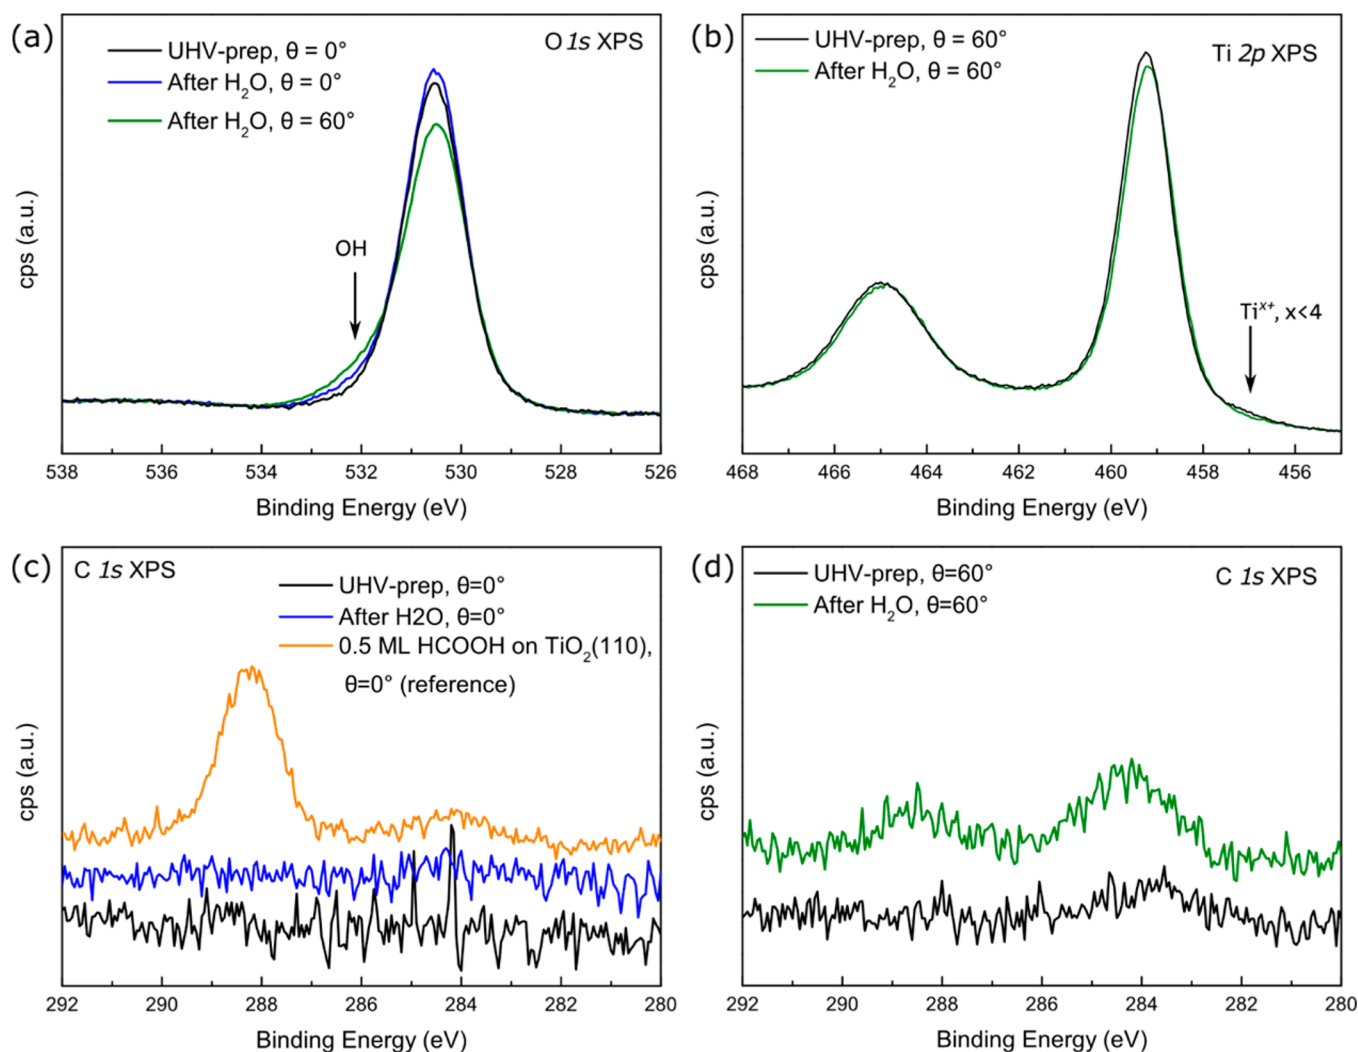 (a)
UHV-prep, θ = 0°
After H₂O, θ = 0°
After H₂O, θ = 60°
O 1s XPS
OH
cps (a.u.)
538 536 534 532 530 528 526
Binding Energy (eV)
(b)
UHV-prep, θ = 60°
After H₂O, θ = 60°
Ti 2p XPS
Tiˣ⁺, x<4
cps (a.u.)
468 466 464 462 460 458 456
Binding Energy (eV)
(c)
C 1s XPS
UHV-prep, θ=0°
After H2O, θ=0°
0.5 ML HCOOH on TiO₂(110),
θ=0° (reference)
cps (a.u.)
292 290 288 286 284 282 280
Binding Energy (eV)
(d)
UHV-prep, θ=60°
After H₂O, θ=60°
C 1s XPS
cps (a.u.)
292 290 288 286 284 282 280
Binding Energy (eV)